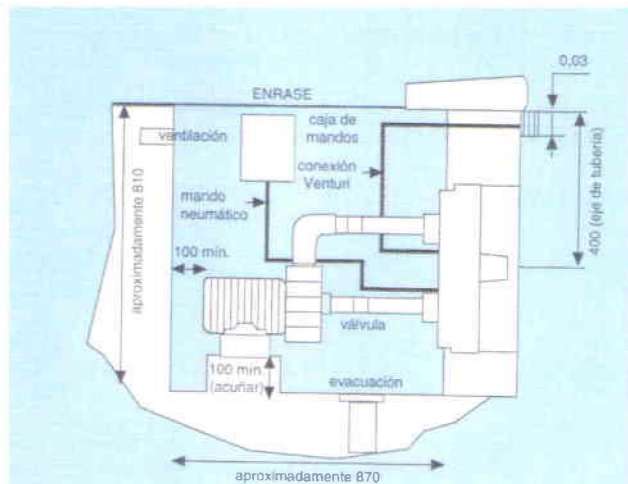 0,03
ENRASE
caja de
mandos
ventilación
conexión
Venturi
mando
neumático
aproximadamente 810
400 (eje de tubería)
100 mín.
válvula
100 mín.
(acuñar)
evacuación
aproximadamente 870